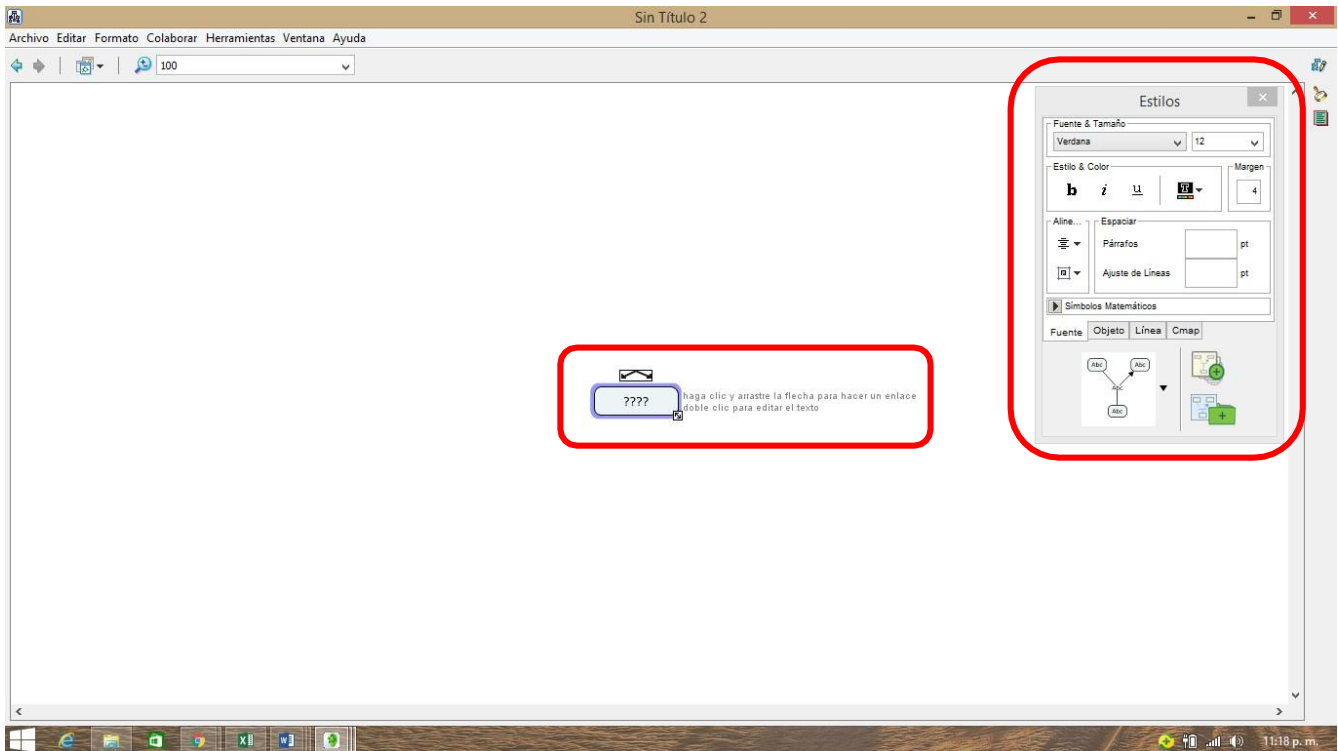 Sin Título 2
Archivo Editar Formato Colaborar Herramientas Ventana Ayuda
100
Estilos
Fuente & Tamaño
Verdana 12
Estilo & Color Margen
b i u T 4
Aline... Espaciar
Párrafos pt
Ajuste de Líneas pt
Símbolos Matemáticos
Fuente Objeto Línea Cmap
Abc Abc
Abc
Abc
???? haga clic y arrastre la flecha para hacer un enlace
doble clic para editar el texto
11:18 p. m.